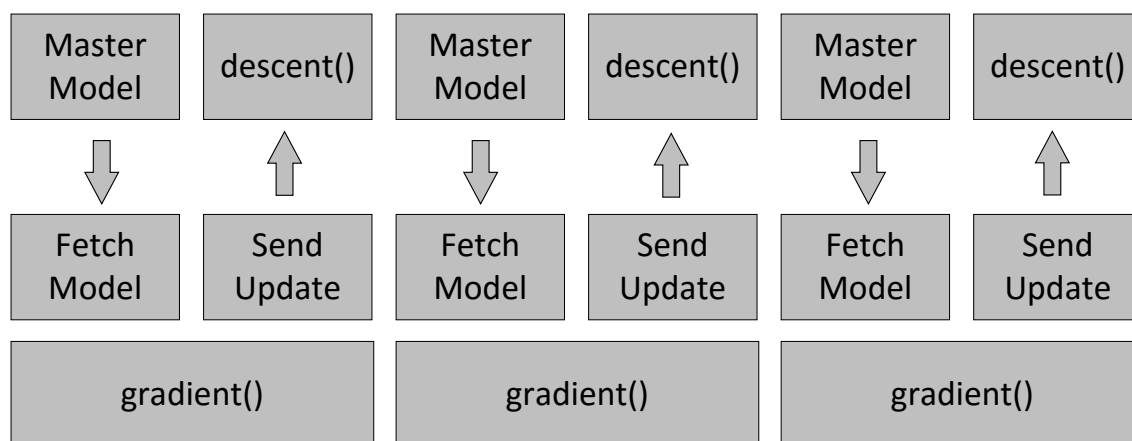 Master
Model
descent()
Master
Model
descent()
Master
Model
descent()
Fetch
Model
Send
Update
Fetch
Model
Send
Update
Fetch
Model
Send
Update
gradient()
gradient()
gradient()